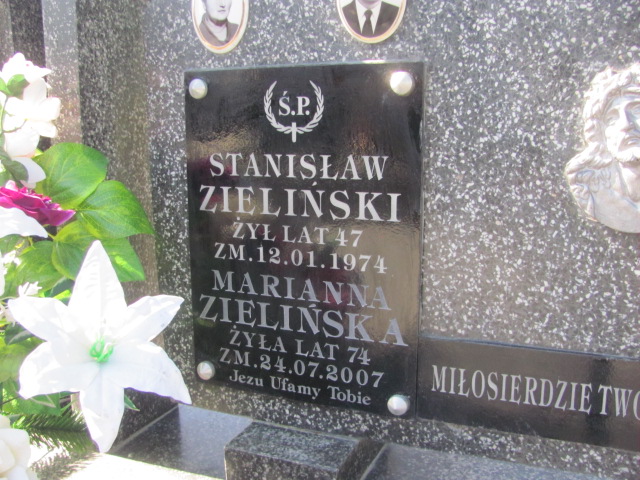 Ś.P.
STANISŁAW
ZIELIŃSKI
ŻYŁ LAT 47
ZM.12.01.1974
MARIANNA
ZIELIŃSKA
ŻYŁA LAT 74
ZM.24.07.2007
Jezu Ufamy Tobie
MIŁOSIERDZIE TWO